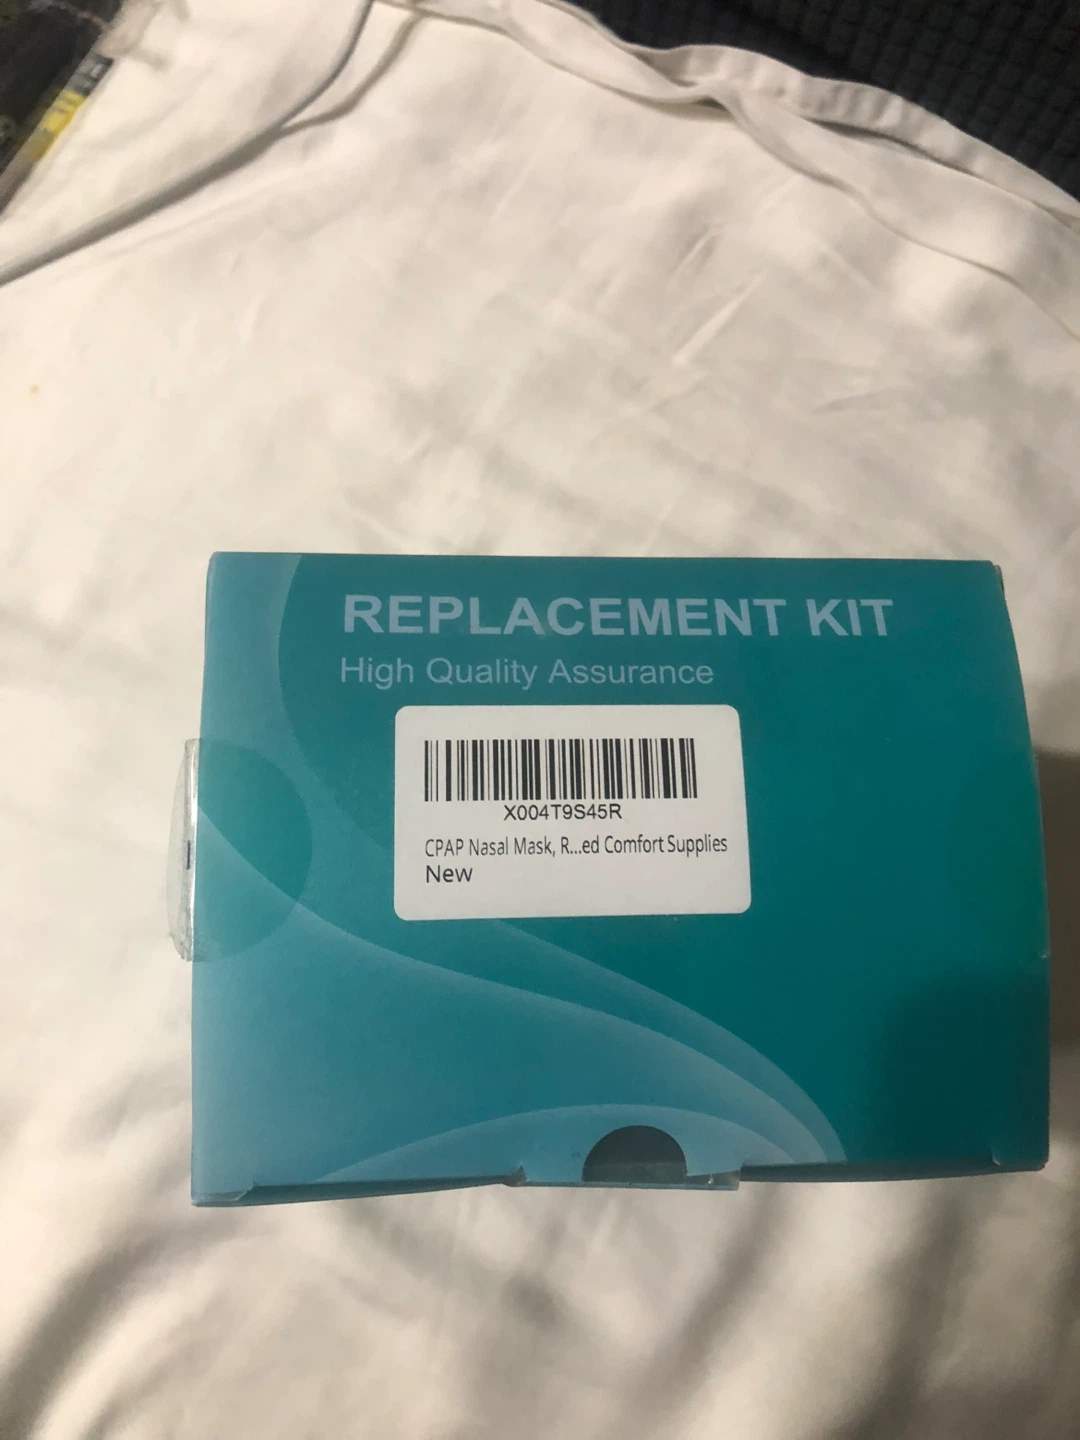 REPLACEMENT KIT
High Quality Assurance
X004T9S45R
CPAP Nasal Mask, R...ed Comfort Supplies
New